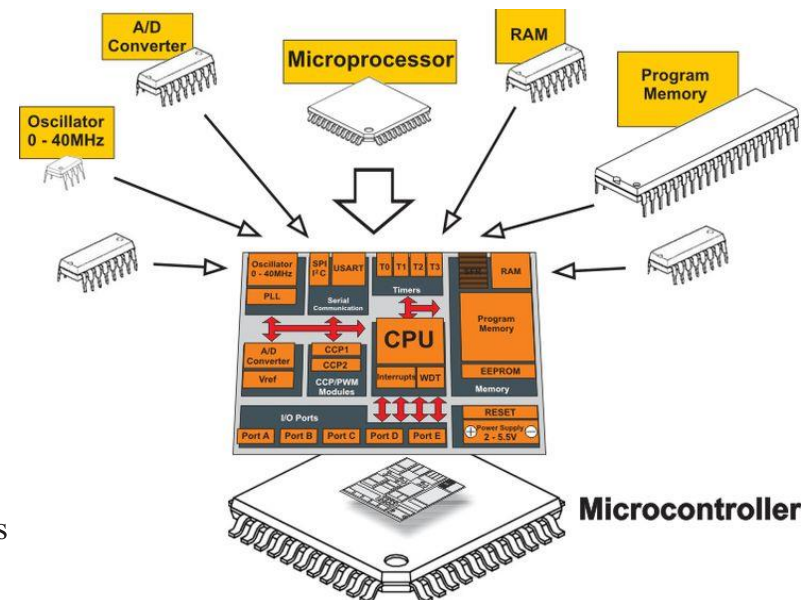 A/D
Converter
Microprocessor
RAM
Program
Memory
Oscillator
0 - 40MHz
Oscillator
0 - 40MHz
PLL
SPI
I²C
USART
Serial
Communication
T0 T1 T2 T3
Timers
RAM
Program
Memory
EEPROM
Memory
A/D
Converter
Vref
CCP1
CCP2
CCP/PWM
Modules
CPU
Interrupts
WDT
I/O Ports
Port A Port B Port C Port D Port E
RESET
Power Supply
2 - 5.5V
Microcontroller
s